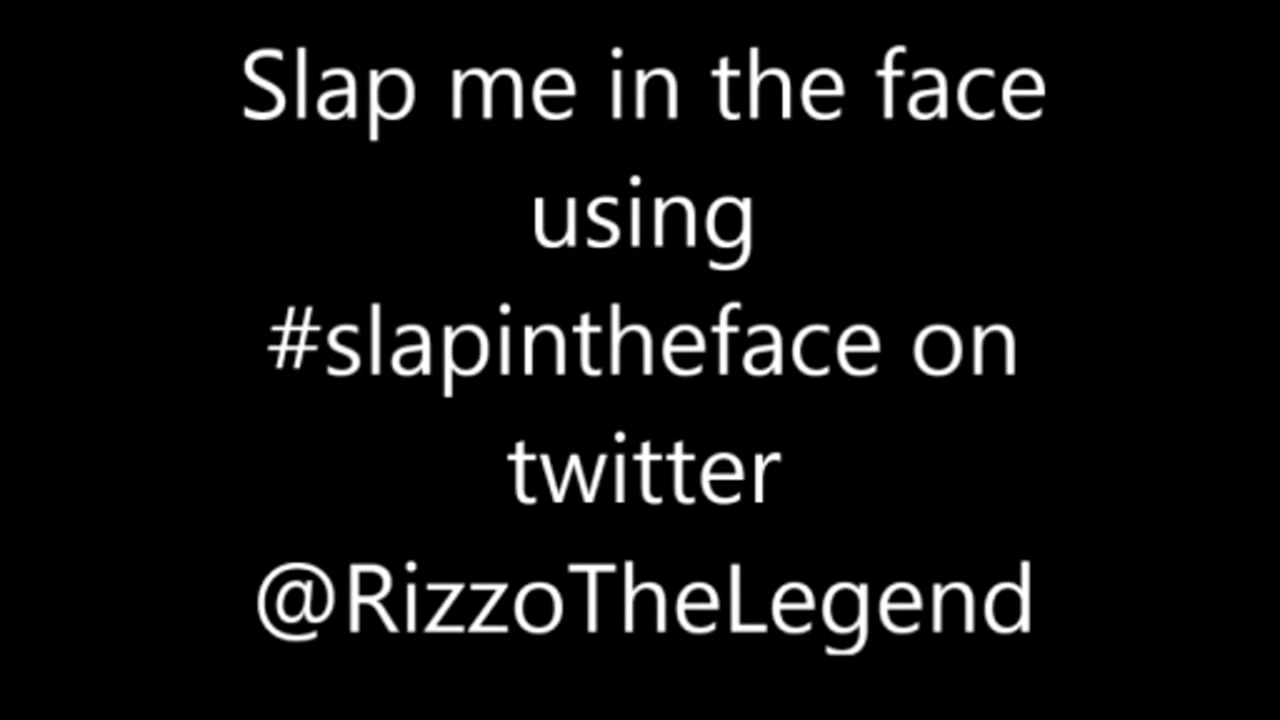 Slap me in the face
using
#slapintheface on
twitter
@RizzoTheLegend